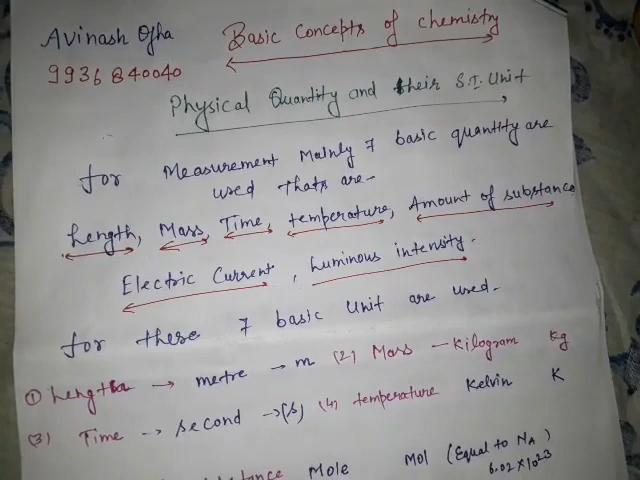 Avinash Ojha Basic Concepts of chemistry
9936840040
Physical Quantity and their S.I. Unit
for Measurement Mainly 7 basic quantity are
used thats are-
Length, Mass, Time, temperature, Amount of substance
Electric Current, Luminous intensity.
for these 7 basic Unit are used.
① Length → metre → m (2) Mass – Kilogram Kg
(3) Time → second → (s) (4) temperature Kelvin K
Mole Mol (Equal to NA)
6.02 × 10²³